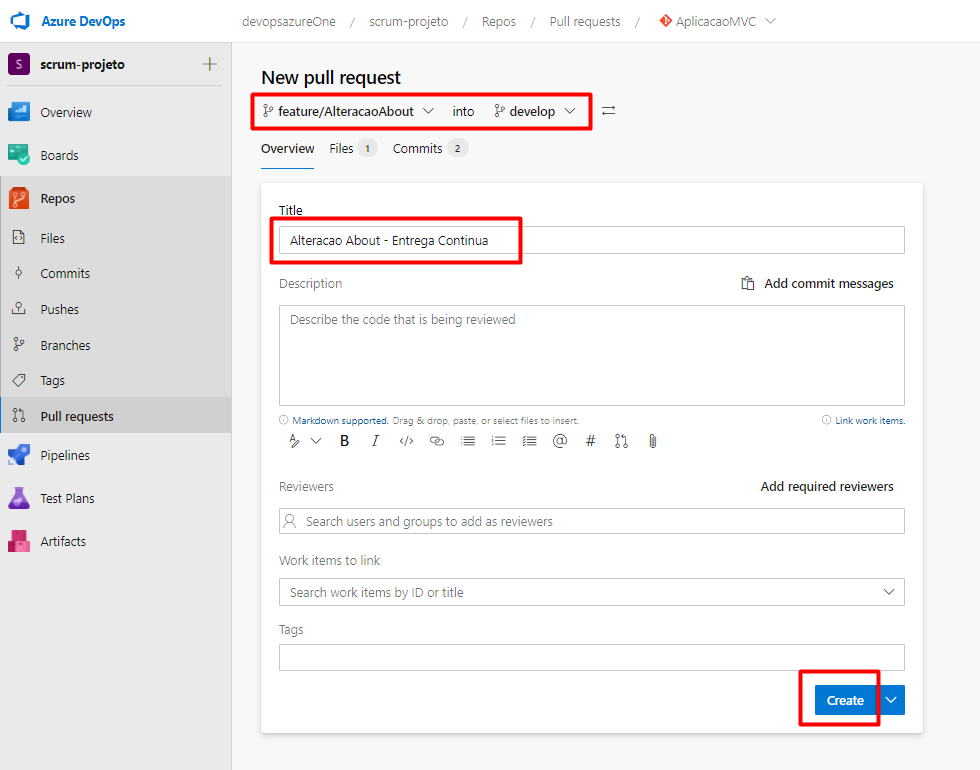 Azure DevOps
devopsazureOne / scrum-projeto / Repos / Pull requests / AplicacaoMVC
S scrum-projeto
Overview
Boards
Repos
Files
Commits
Pushes
Branches
Tags
Pull requests
Pipelines
Test Plans
Artifacts
New pull request
feature/AlteracaoAbout into develop
Overview Files 1 Commits 2
Title
Alteracao About - Entrega Continua
Description Add commit messages
Describe the code that is being reviewed
Markdown supported. Drag & drop, paste, or select files to insert. Link work items.
B I </> @ #
Reviewers Add required reviewers
Search users and groups to add as reviewers
Work items to link
Search work items by ID or title
Tags
Create